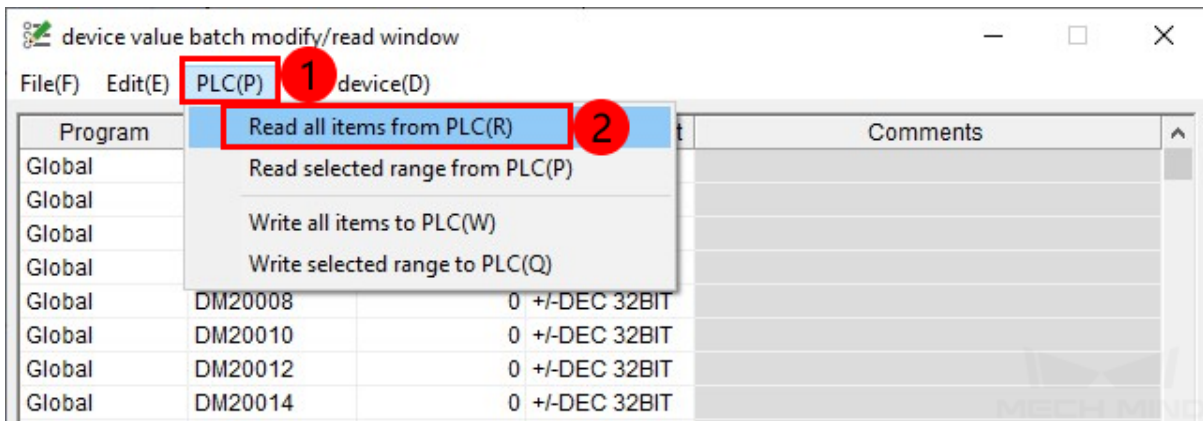 device value batch modify/read window
File(F) Edit(E) PLC(P) 1 device(D)
Program t Comments
Read all items from PLC(R) 2
Global
Read selected range from PLC(P)
Global
Global
Write all items to PLC(W)
Global
Write selected range to PLC(Q)
Global DM20008 0 +/-DEC 32BIT
Global DM20010 0 +/-DEC 32BIT
Global DM20012 0 +/-DEC 32BIT
Global DM20014 0 +/-DEC 32BIT
MECH MIND